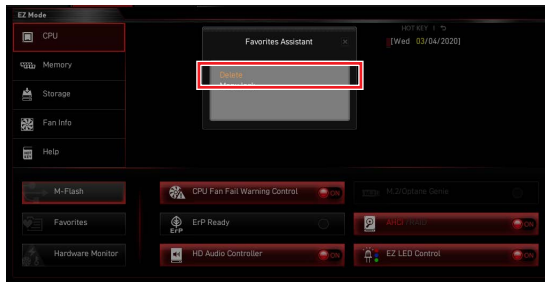 EZ Mode
HOT KEY |
CPU
Favorites Assistant ×
[Wed 03/04/2020]
Memory
Delete
Storage
Fan Info
Help
M-Flash
CPU Fan Fail Warning Control ON
M.2/Optane Genie
Favorites
ErP
ErP Ready
AHCI / RAID ON
Hardware Monitor
HD Audio Controller ON
EZ LED Control ON